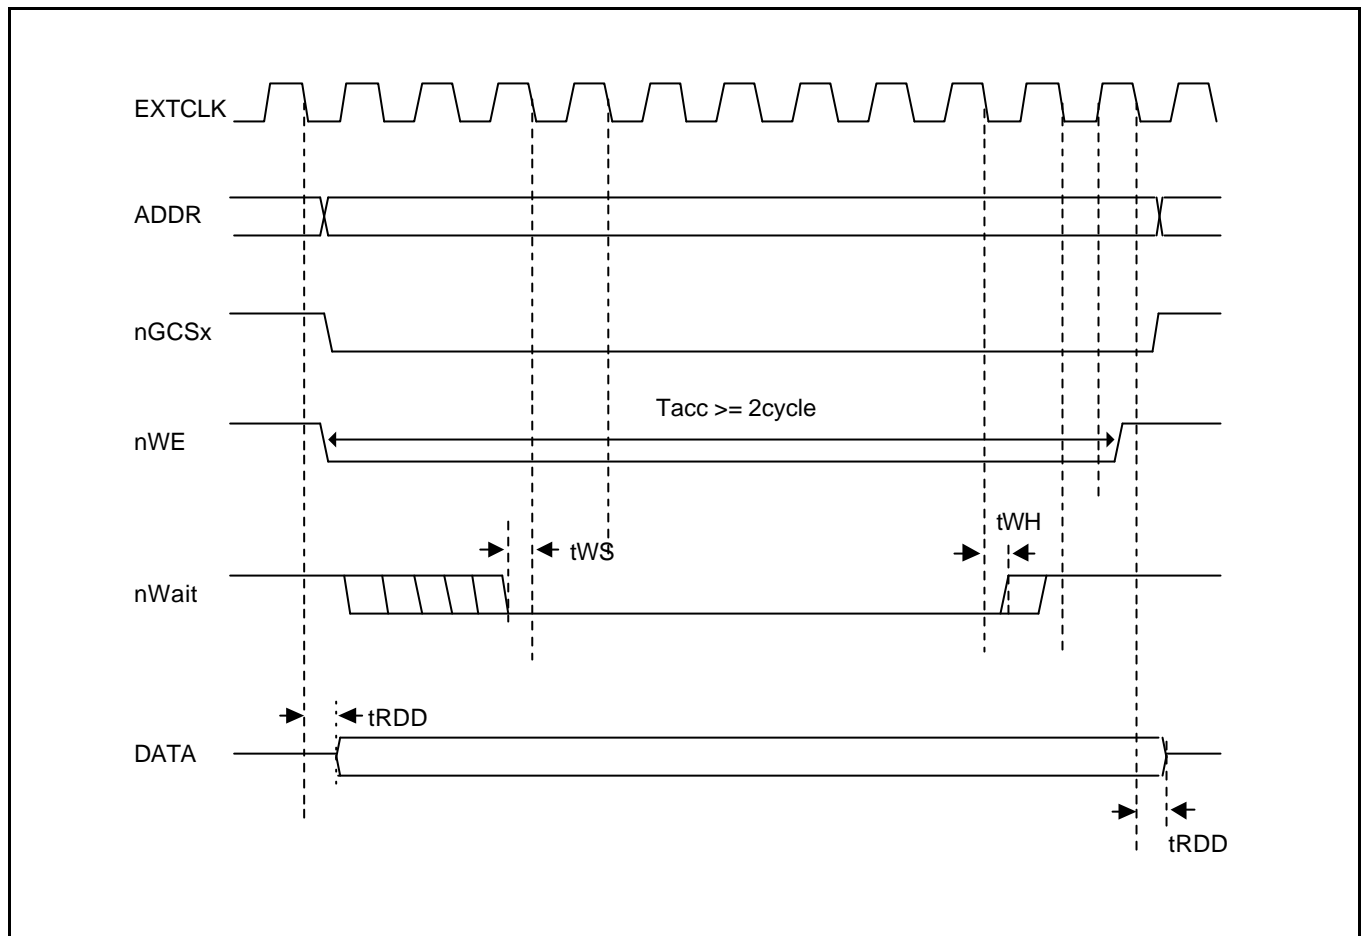 EXTCLK
ADDR
nGCSx
Tacc >= 2cycle
nWE
tWH
tWS
nWait
tRDD
DATA
tRDD